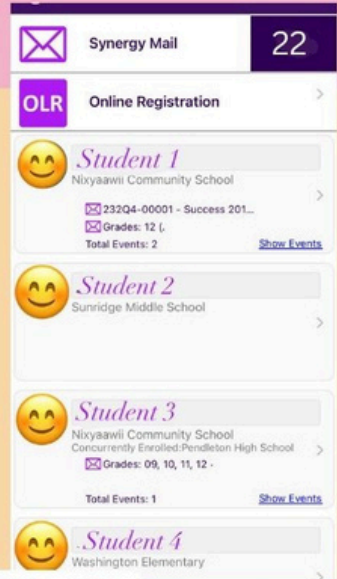 Synergy Mail
22
OLR
Online Registration
Student 1
Nixyaawii Community School
232Q4-00001 - Success 201...
Grades: 12 (.
Total Events: 2
Show Events
Student 2
Sunridge Middle School
Student 3
Nixyaawii Community School
Concurrently Enrolled:Pendleton High School
Grades: 09, 10, 11, 12 -
Total Events: 1
Show Events
Student 4
Washington Elementary